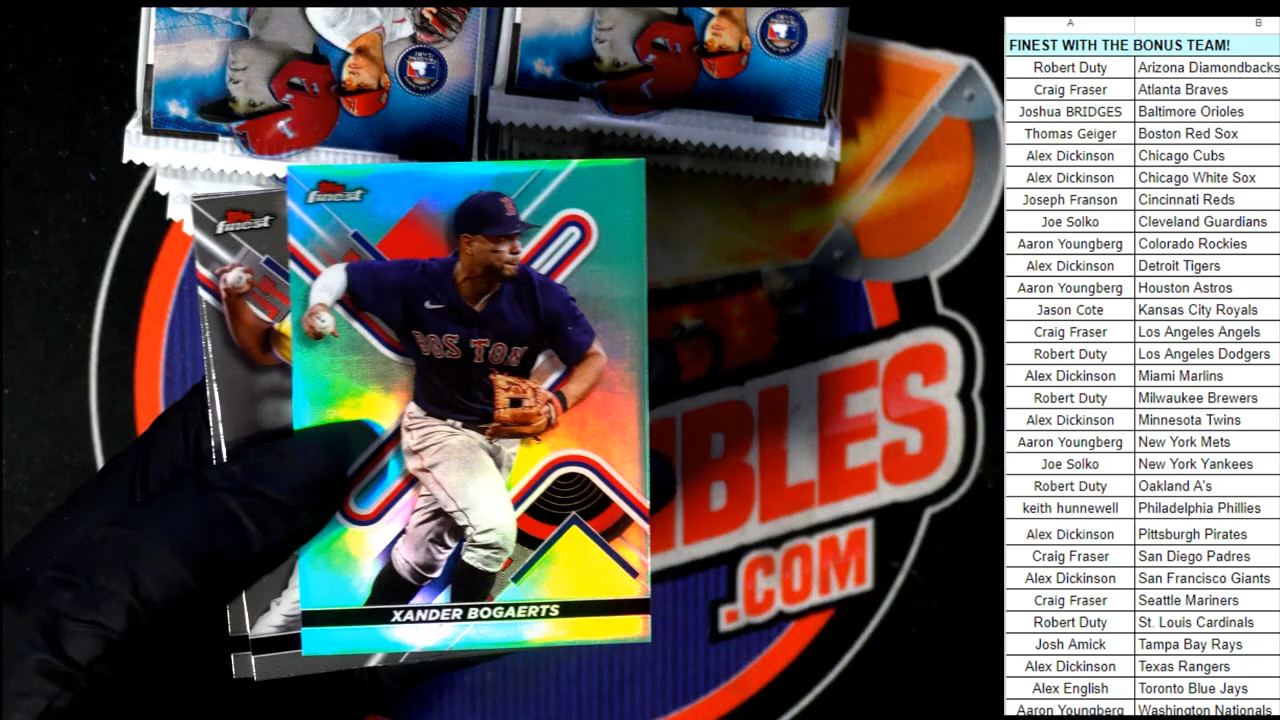 Topps
finest
Topps
finest
BOSTON
XANDER BOGAERTS
BLES
.COM
A B
FINEST WITH THE BONUS TEAM!
Robert Duty Arizona Diamondbacks
Craig Fraser Atlanta Braves
Joshua BRIDGES Baltimore Orioles
Thomas Geiger Boston Red Sox
Alex Dickinson Chicago Cubs
Alex Dickinson Chicago White Sox
Joseph Franson Cincinnati Reds
Joe Solko Cleveland Guardians
Aaron Youngberg Colorado Rockies
Alex Dickinson Detroit Tigers
Aaron Youngberg Houston Astros
Jason Cote Kansas City Royals
Craig Fraser Los Angeles Angels
Robert Duty Los Angeles Dodgers
Alex Dickinson Miami Marlins
Robert Duty Milwaukee Brewers
Alex Dickinson Minnesota Twins
Aaron Youngberg New York Mets
Joe Solko New York Yankees
Robert Duty Oakland A's
keith hunnewell Philadelphia Phillies
Alex Dickinson Pittsburgh Pirates
Craig Fraser San Diego Padres
Alex Dickinson San Francisco Giants
Craig Fraser Seattle Mariners
Robert Duty St. Louis Cardinals
Josh Amick Tampa Bay Rays
Alex Dickinson Texas Rangers
Alex English Toronto Blue Jays
Aaron Youngberg Washington Nationals